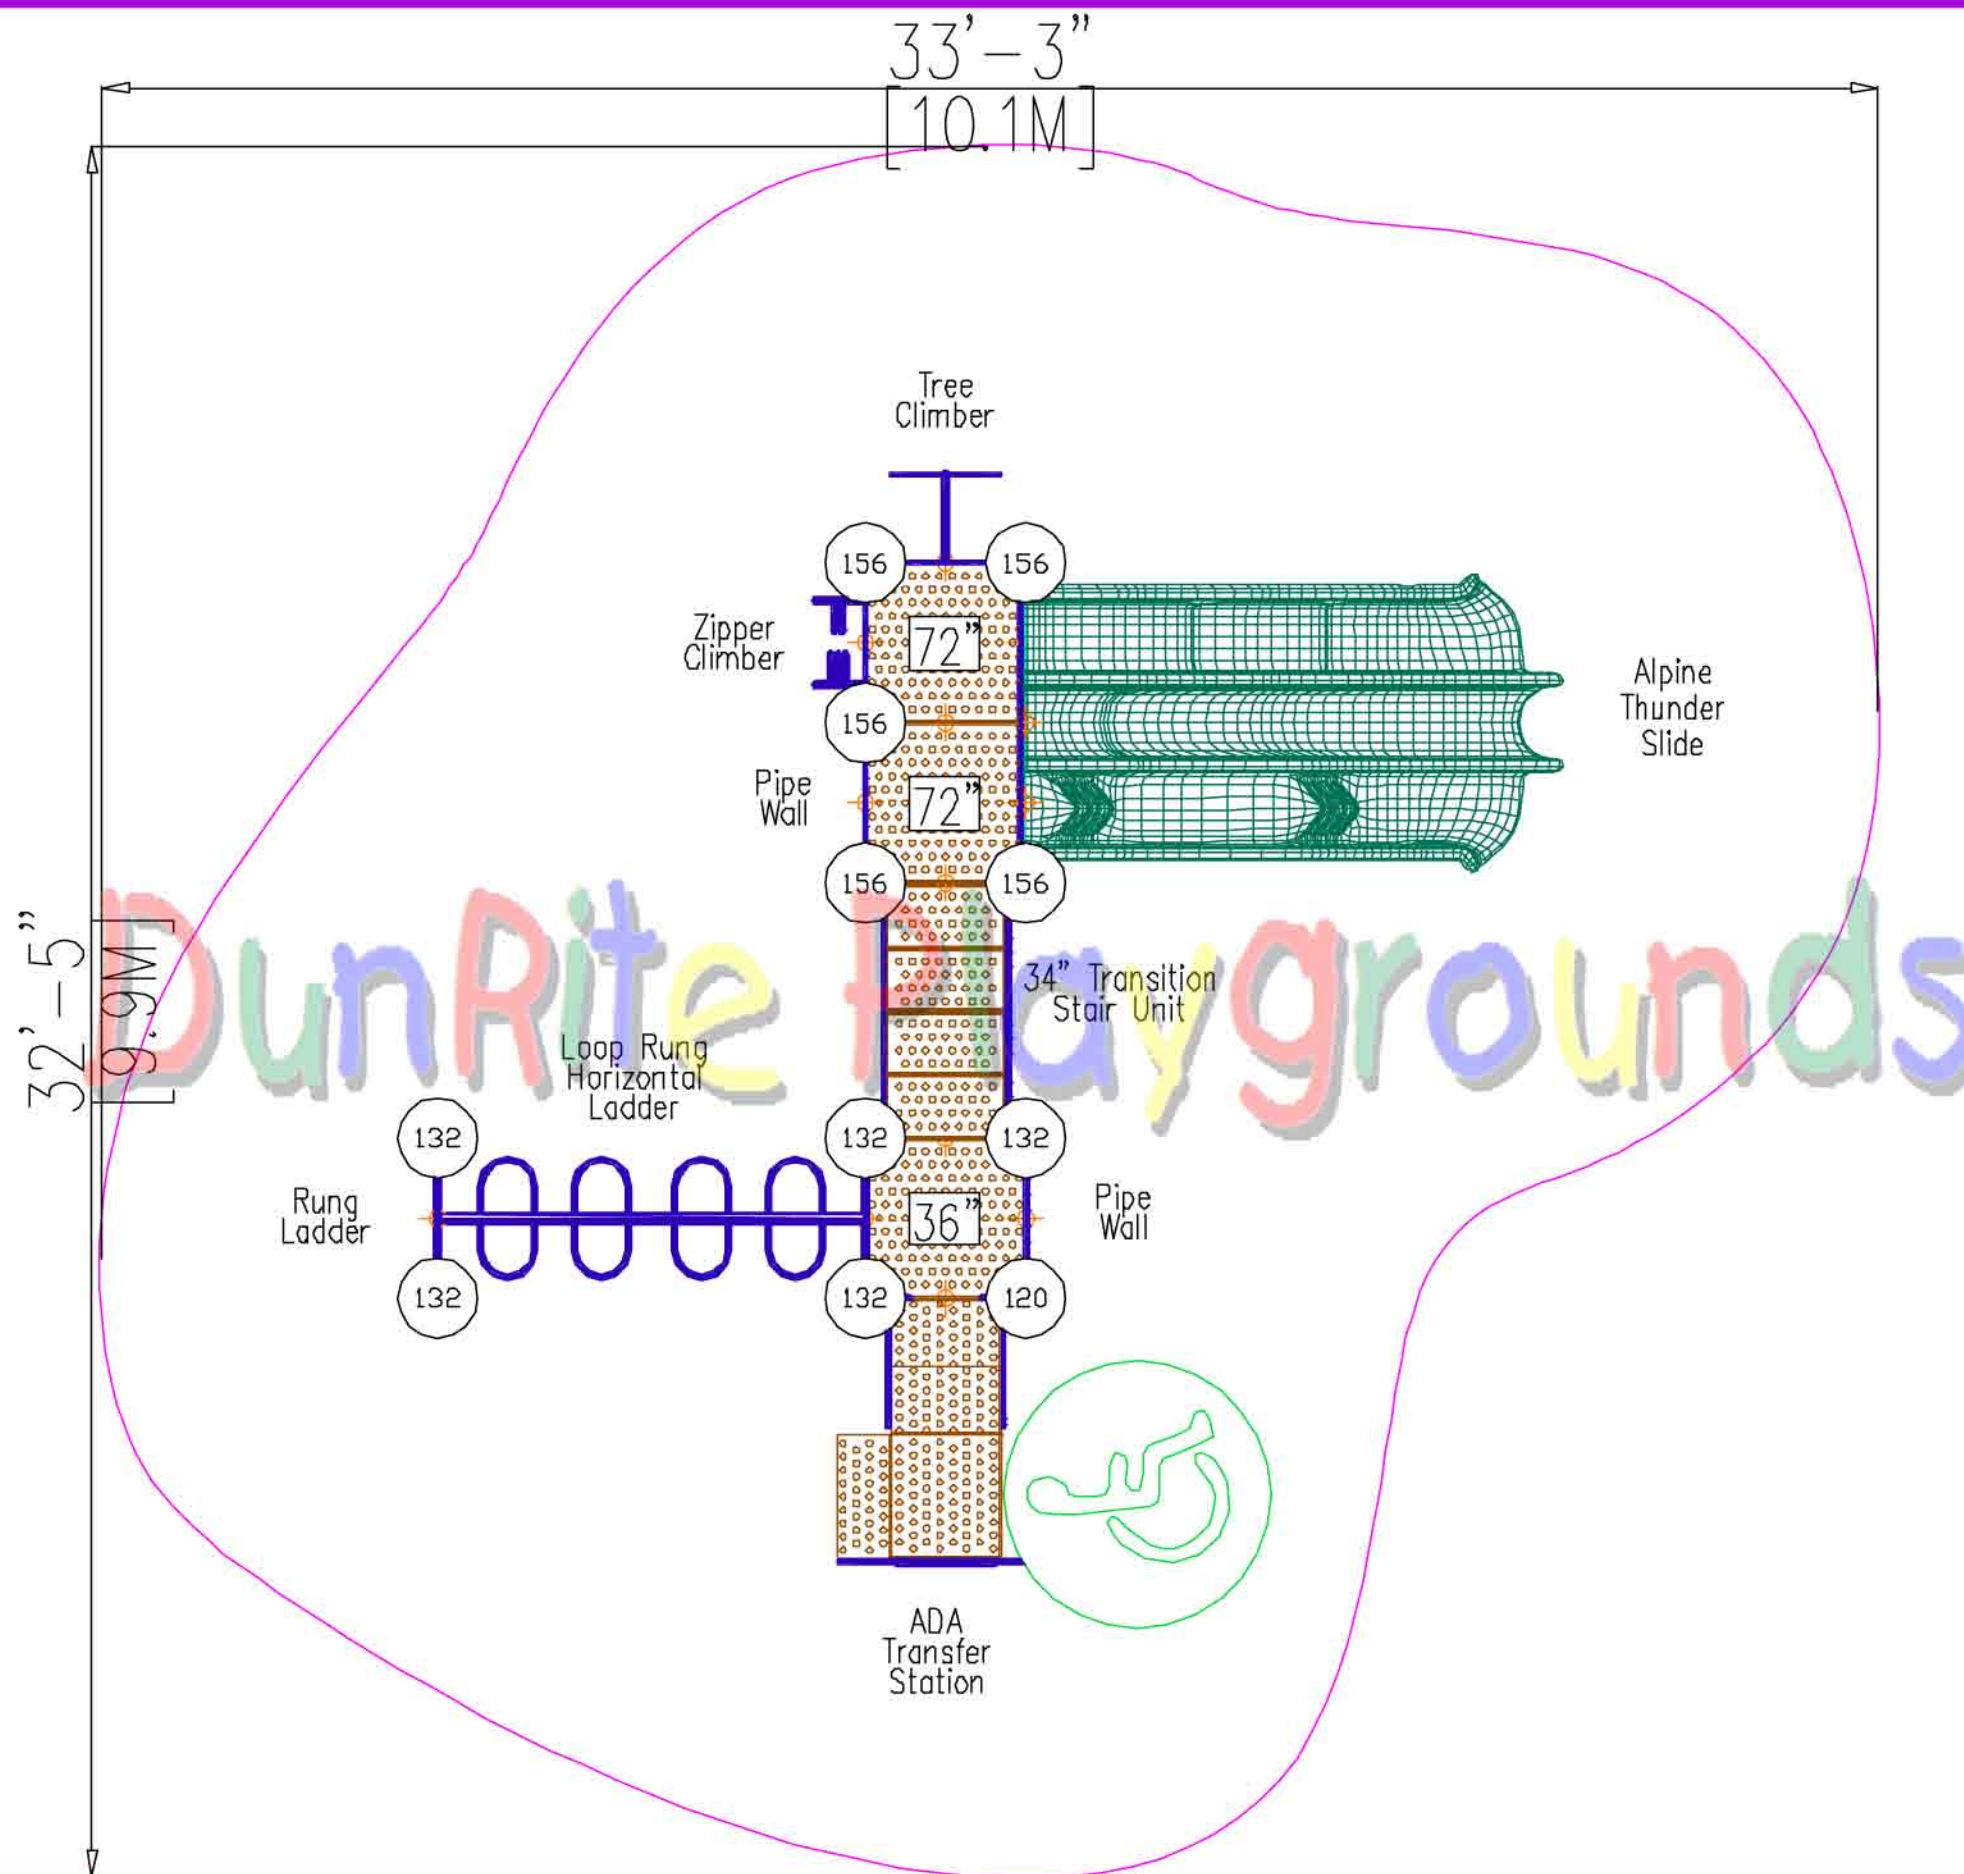 33'-3"
[10.1M]
Tree
Climber
156
156
Zipper
Climber
72"
Alpine
Thunder
Slide
156
Pipe
Wall
72"
156
156
32'-5"
[9.9M]
DunRite Playgrounds
34" Transition
Stair Unit
Loop Rung
Horizontal
Ladder
132
132
132
Rung
Ladder
36"
Pipe
Wall
132
132
120
ADA
Transfer
Station